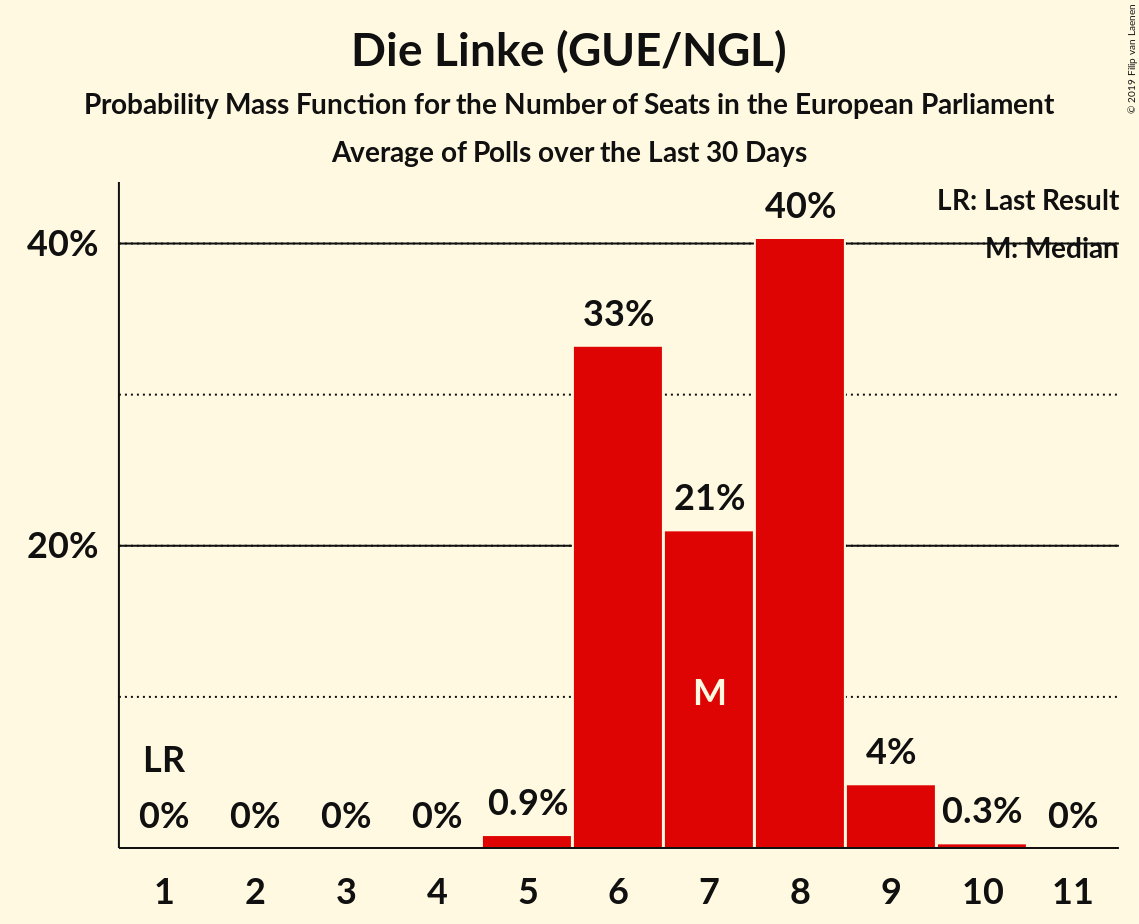 Die Linke (GUE/NGL)
Probability Mass Function for the Number of Seats in the European Parliament
Average of Polls over the Last 30 Days
© 2019 Filip van Laenen
LR: Last Result
M: Median
40%
20%
LR
0%
0%
0%
0%
0.9%
33%
21%
M
40%
4%
0.3%
0%
1 2 3 4 5 6 7 8 9 10 11